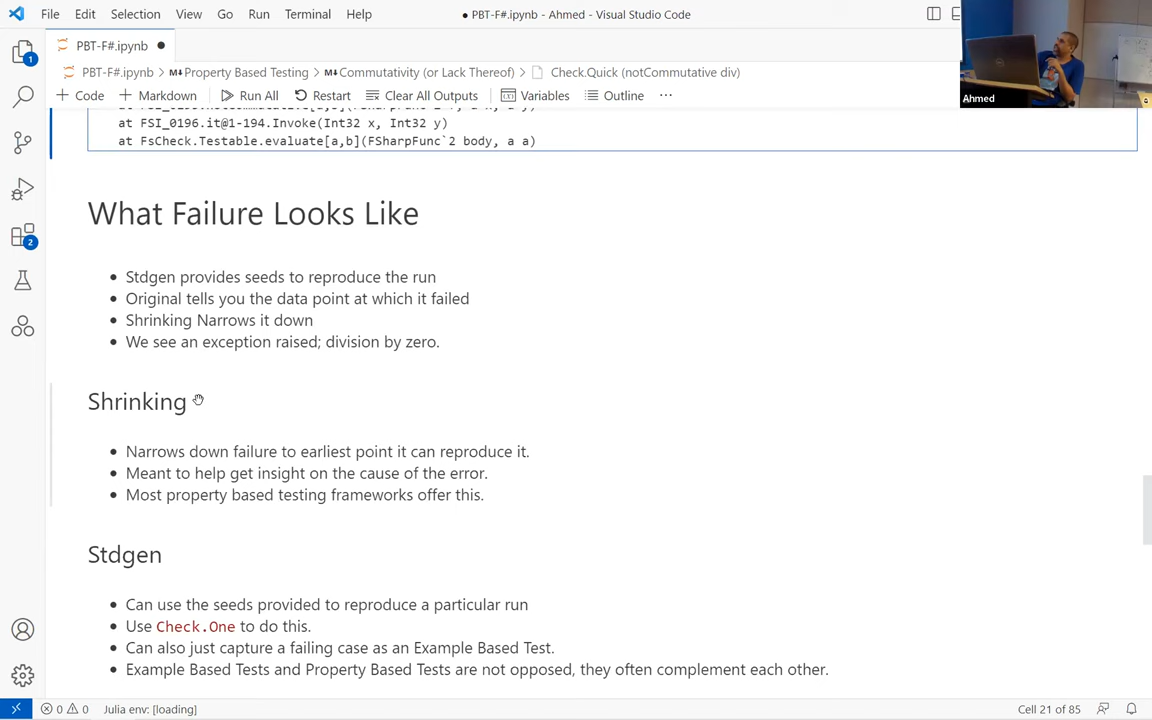 File Edit Selection View Go Run Terminal Help
● PBT-F#.ipynb - Ahmed - Visual Studio Code
PBT-F#.ipynb ●
PBT-F#.ipynb > M↓Property Based Testing > M↓Commutativity (or Lack Thereof) > Check.Quick (notCommutative div)
+ Code + Markdown Run All Restart Clear All Outputs Variables Outline ...
Ahmed
at FSI_0196.it@1-194.Invoke(Int32 x, Int32 y)
at FsCheck.Testable.evaluate[a,b](FSharpFunc`2 body, a a)
What Failure Looks Like
• Stdgen provides seeds to reproduce the run
• Original tells you the data point at which it failed
• Shrinking Narrows it down
• We see an exception raised; division by zero.
Shrinking
• Narrows down failure to earliest point it can reproduce it.
• Meant to help get insight on the cause of the error.
• Most property based testing frameworks offer this.
Stdgen
• Can use the seeds provided to reproduce a particular run
• Use Check.One to do this.
• Can also just capture a failing case as an Example Based Test.
• Example Based Tests and Property Based Tests are not opposed, they often complement each other.
1
2
0 0 Julia env: [loading]
Cell 21 of 85